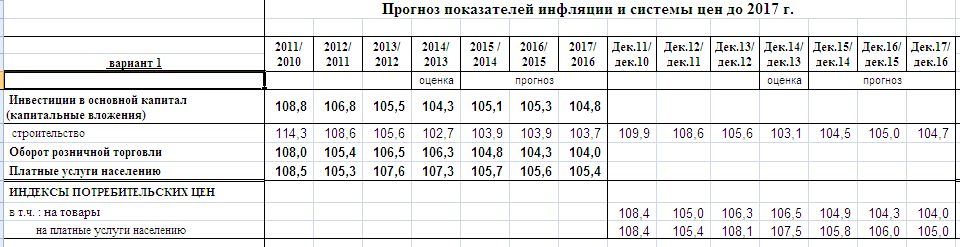 Прогноз показателей инфляции и системы цен до 2017 г.
вариант 1 2011/2010 2012/2011 2013/2012 2014/2013 2015 /2014 2016/2015 2017/2016 Дек.11/дек.10 Дек.12/дек.11 Дек.13/дек.12 Дек.14/дек.13 Дек.15/дек.14 Дек.16/дек.15 Дек.17/дек.16
оценка прогноз оценка прогноз
Инвестиции в основной капитал
(капитальные вложения) 108,8 106,8 105,5 104,3 105,1 105,3 104,8
строительство 114,3 108,6 105,6 102,7 103,9 103,9 103,7 109,9 108,6 105,6 103,1 104,5 105,0 104,7
Оборот розничной торговли 108,0 105,4 106,5 106,3 104,8 104,3 104,0
Платные услуги населению 108,5 105,3 107,6 107,3 105,7 105,6 105,4
ИНДЕКСЫ ПОТРЕБИТЕЛЬСКИХ ЦЕН
в т.ч. : на товары 108,4 105,0 106,3 106,5 104,9 104,3 104,0
на платные услуги населению 108,4 105,4 108,1 107,5 105,8 106,0 105,0